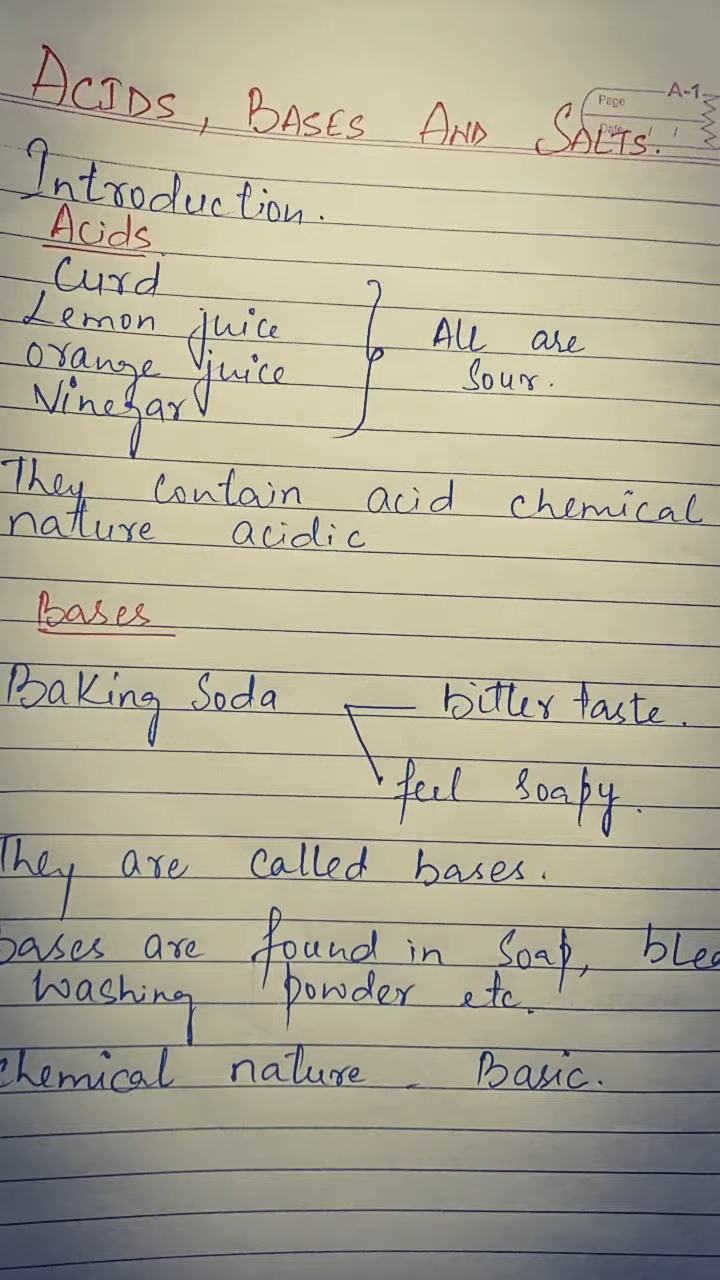 A-1
Page
Date
ACIDS, BASES AND SALTS.
Introduction.
Acids
Curd
Lemon juice
Orange juice
Vinegar
All are
Sour.
They contain acid chemical
nature acidic
Bases
Baking Soda
bitter taste.
feel soapy.
They are called bases.
bases are found in soap,
washing powder etc.
chemical nature - Basic.